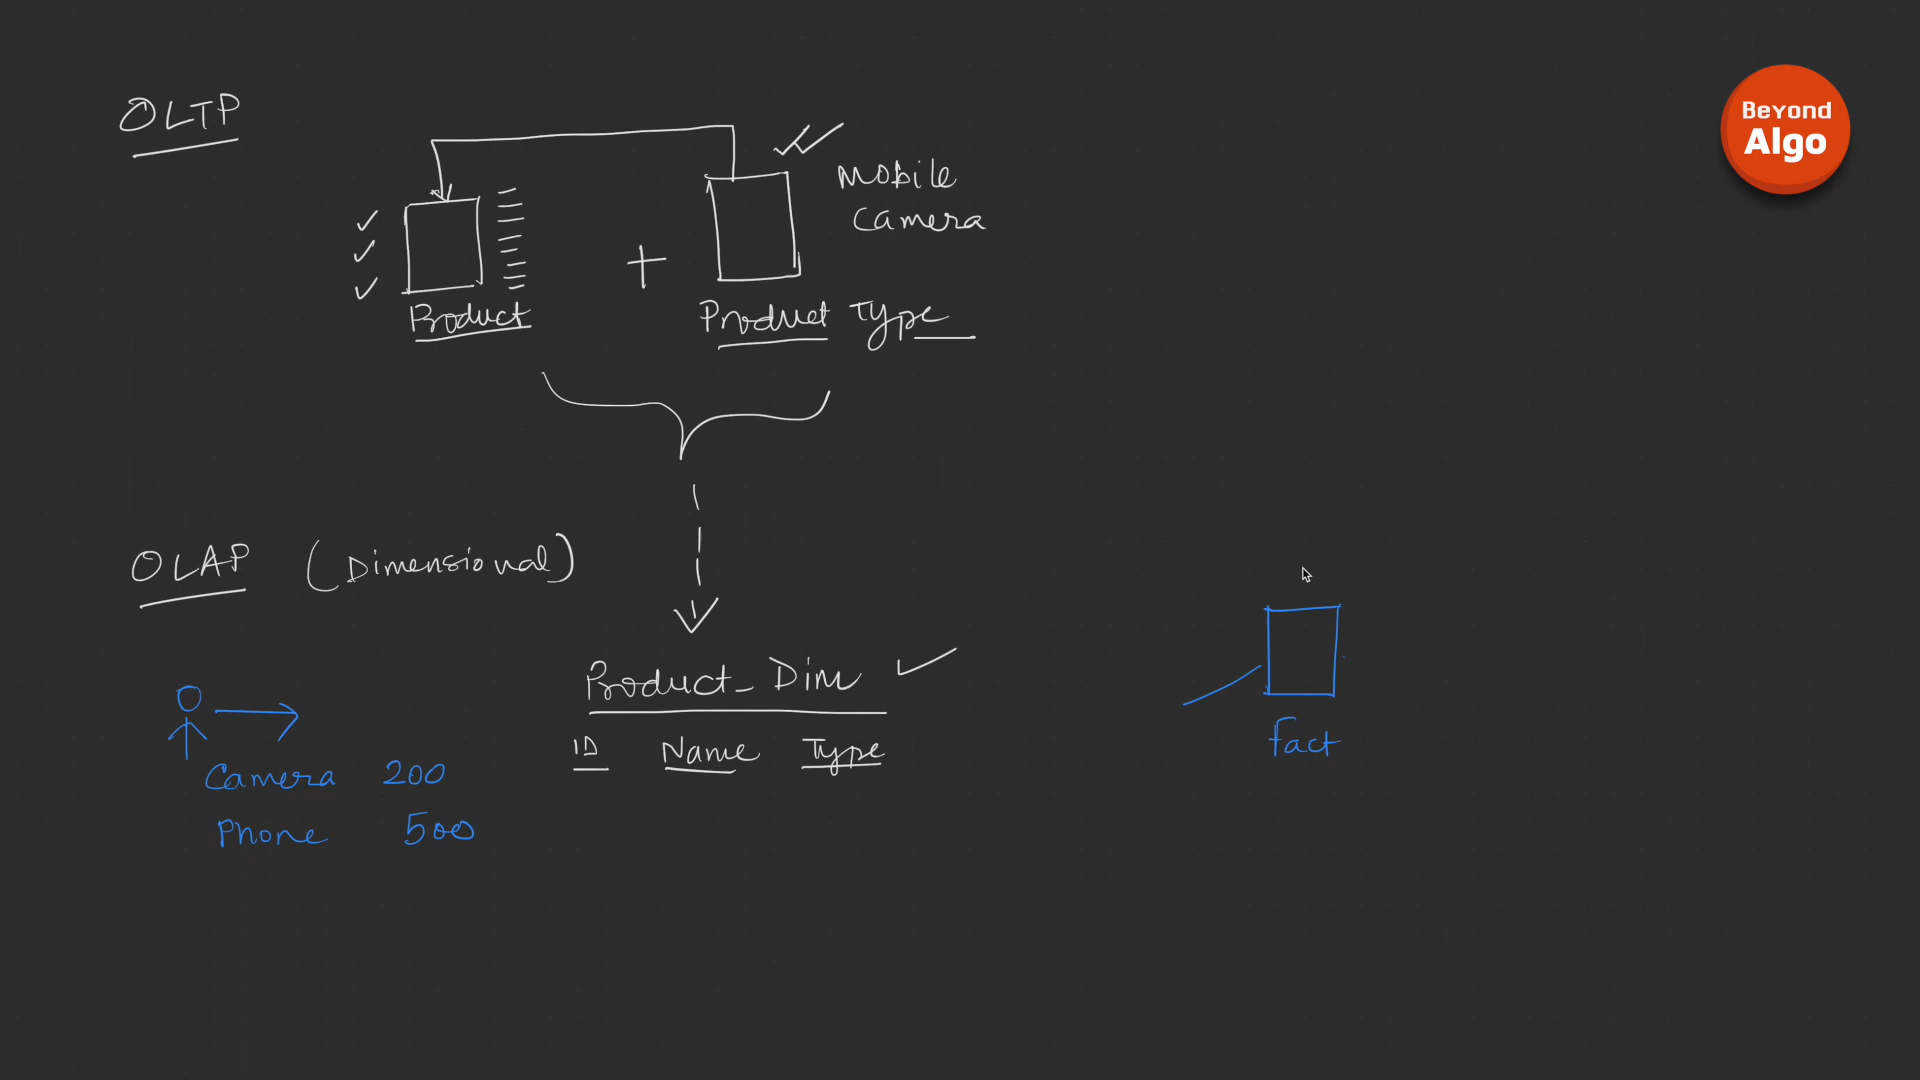 OLTP
Beyond
Algo
Mobile
Camera
+
Product
Product Type
OLAP (Dimensional)
Product_Dim
ID Name Type
Camera 200
Phone 500
fact